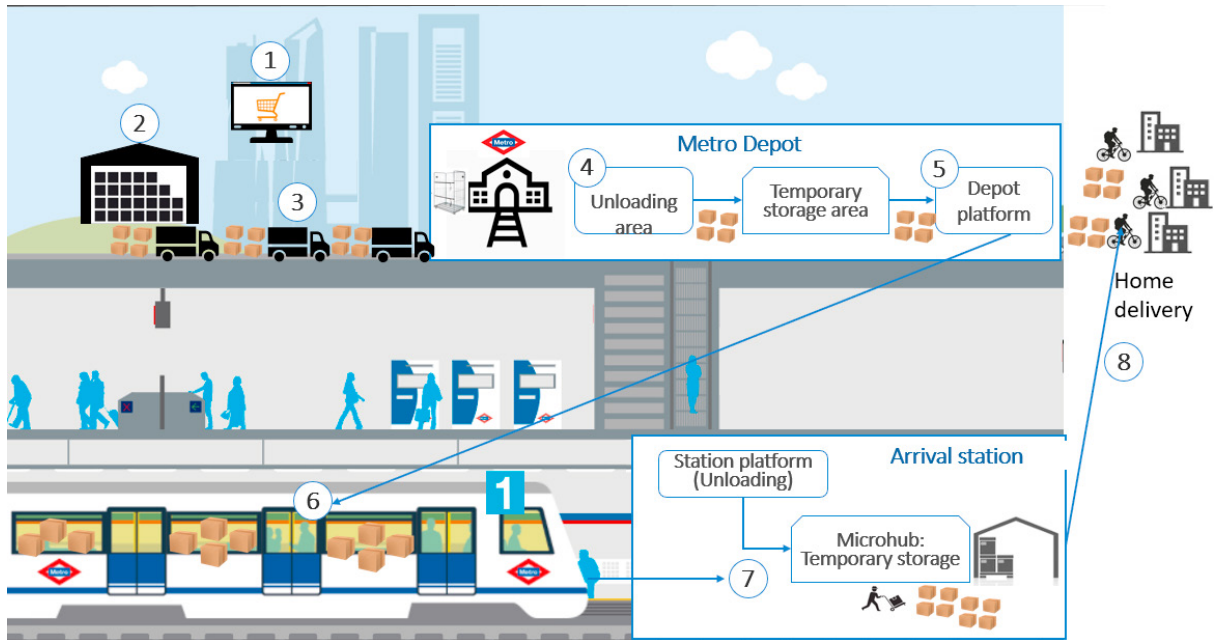 1
2
3
Metro
Metro Depot
4
Unloading
area
Temporary
storage area
5
Depot
platform
Home
delivery
8
6
1
Metro
Metro
Station platform
(Unloading)
Arrival station
Microhub:
Temporary storage
7